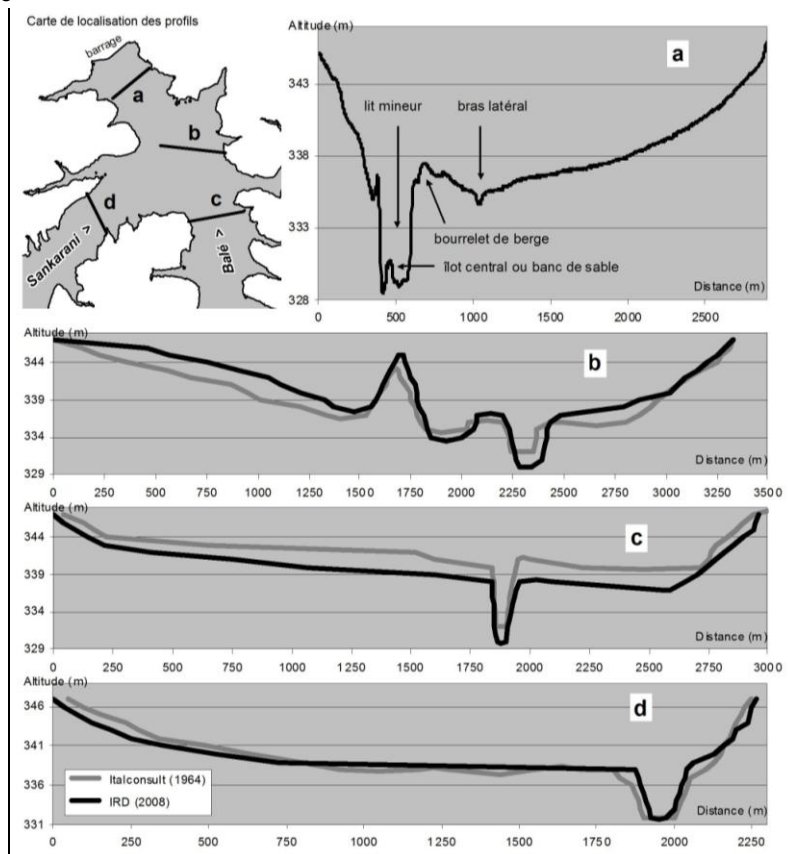 Carte de localisation des profils
barrage
a
b
c
d
Sankarani >
Balé >
Altitude (m)
a
343
338
333
328
lit mineur
bras latéral
bourrelet de berge
îlot central ou banc de sable
Distance (m)
0 500 1000 1500 2000 2500
Altitude (m)
b
344
339
334
329
Distance (m)
0 250 500 750 1000 1250 1500 1750 2000 2250 2500 2750 3000 3250 3500
Altitude (m)
c
344
339
334
329
Distance (m)
0 250 500 750 1000 1250 1500 1750 2000 2250 2500 2750 3000
Altitude (m)
d
346
341
336
331
Italconsult (1964)
IRD (2008)
Distance (m)
0 250 500 750 1000 1250 1500 1750 2000 2250